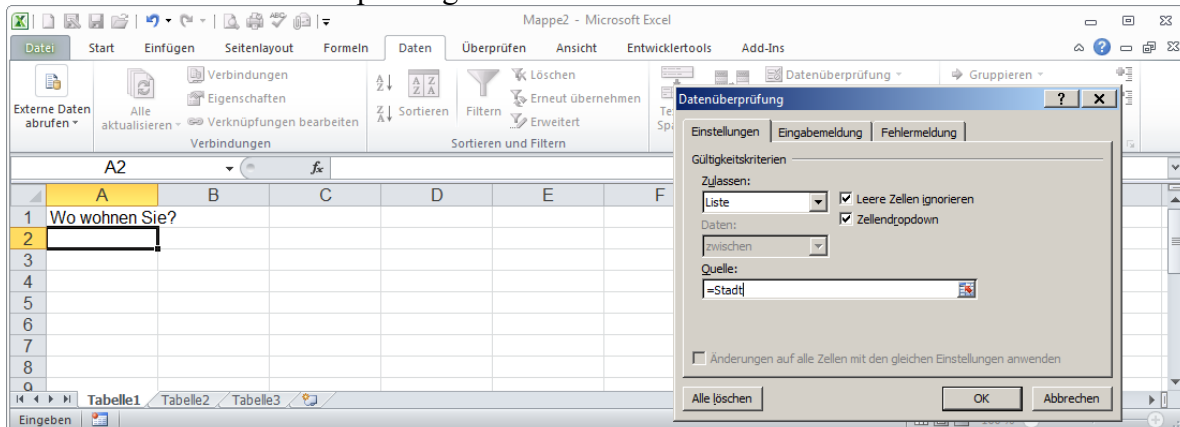 Mappe2 - Microsoft Excel
Datei Start Einfügen Seitenlayout Formeln Daten Überprüfen Ansicht Entwicklertools Add-Ins
Externe Daten abrufen
Alle aktualisieren
Verbindungen
Eigenschaften
Verknüpfungen bearbeiten
Verbindungen
Sortieren
Filtern
Löschen
Erneut übernehmen
Erweitert
Sortieren und Filtern
Datenüberprüfung
Gruppieren
A2 fx
A B C D E F
1 Wo wohnen Sie?
2
3
4
5
6
7
8
9
Tabelle1 Tabelle2 Tabelle3
Eingeben
Datenüberprüfung
Einstellungen Eingabemeldung Fehlermeldung
Gültigkeitskriterien
Zulassen:
Liste
Leere Zellen ignorieren
Zellendropdown
Daten:
zwischen
Quelle:
=Stadt
Änderungen auf alle Zellen mit den gleichen Einstellungen anwenden
Alle löschen OK Abbrechen